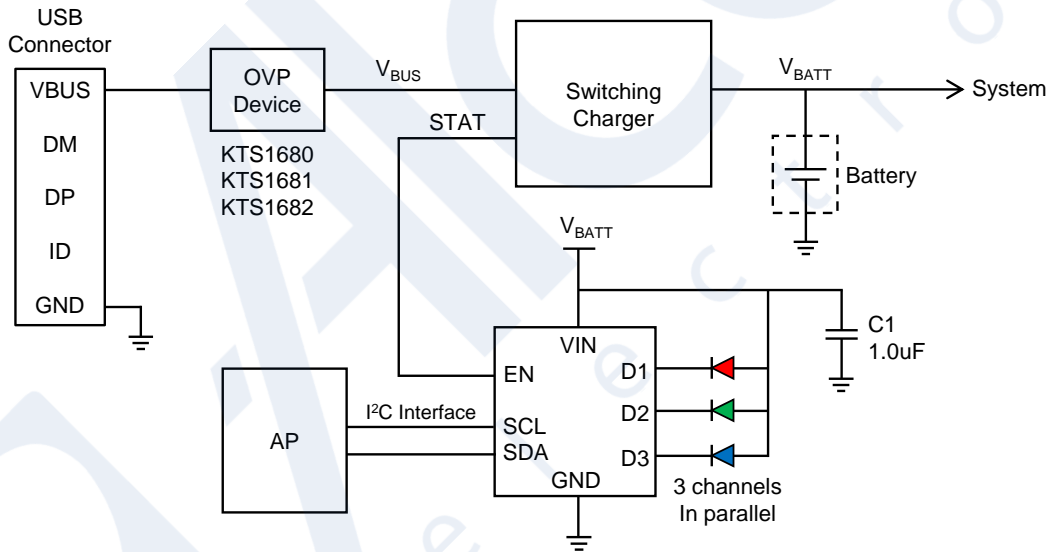 USB
Connector
VBUS
DM
DP
ID
GND
OVP
Device
KTS1680
KTS1681
KTS1682
VBUS
STAT
Switching
Charger
VBATT
System
Battery
VBATT
VIN
EN
SCL
SDA
GND
D1
D2
D3
C1
1.0uF
3 channels
In parallel
AP
I²C Interface